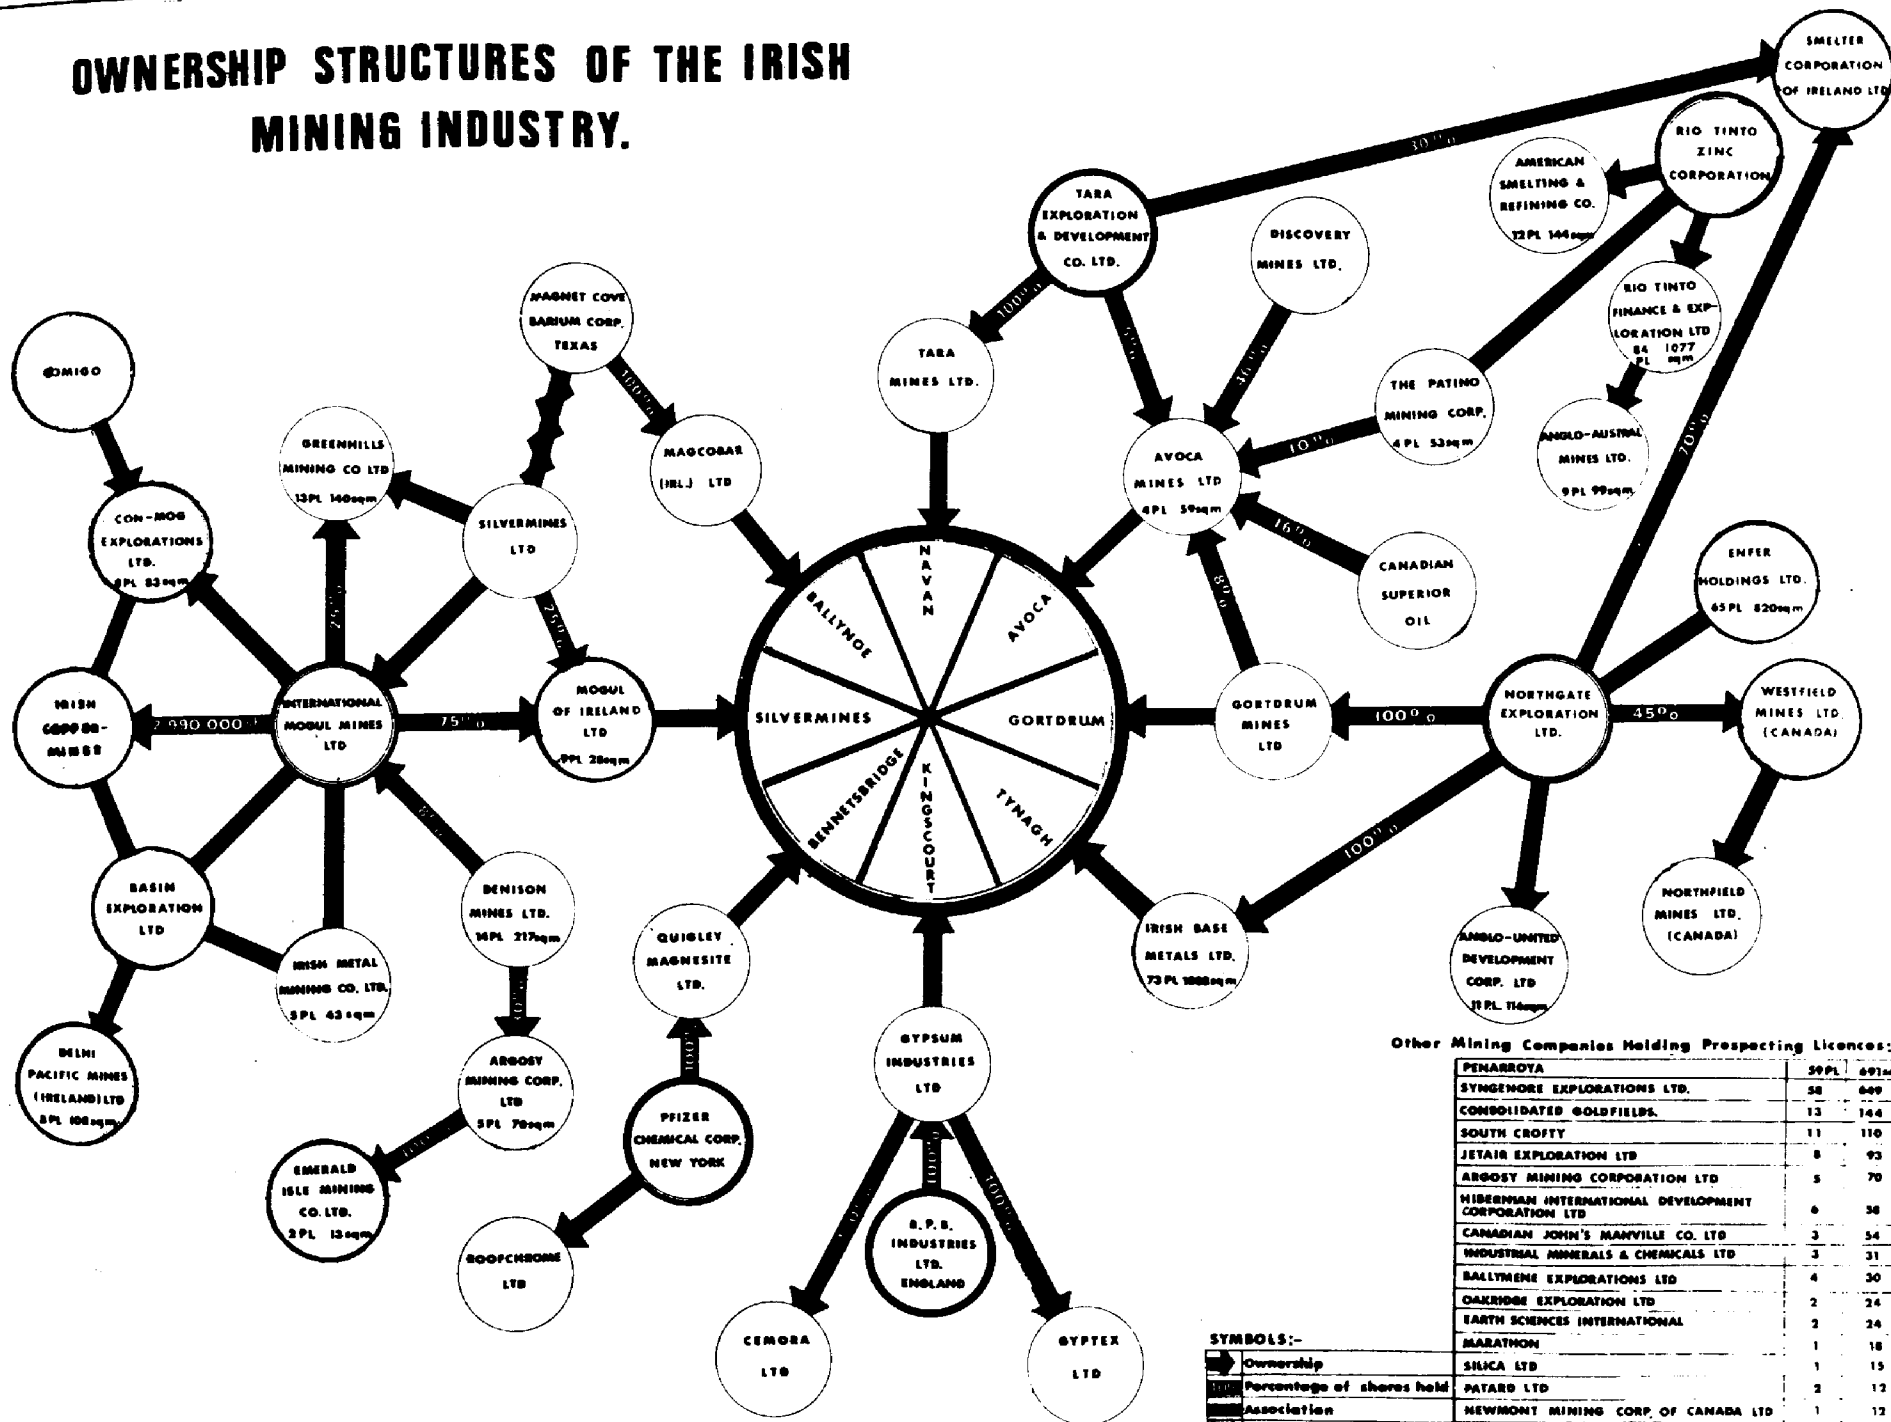 OWNERSHIP STRUCTURES OF THE IRISH
MINING INDUSTRY.
SMELTER
CORPORATION
OF IRELAND LTD
30%
RIO TINTO
ZINC
CORPORATION
AMERICAN
SMELTING &
REFINING CO.
12PL 144sqm
TARA
EXPLORATION
& DEVELOPMENT
CO. LTD.
DISCOVERY
MINES LTD.
RIO TINTO
FINANCE & EXP-
LORATION LTD
84 1077
PL sqm
MAGNET COVE
BARIUM CORP.
TEXAS
100%
100%
TARA
MINES LTD.
THE PATINO
MINING CORP.
4PL 53sqm
10%
70%
GREENHILLS
MINING CO LTD
13PL 140sqm
MAGCOBAR
(IRL.) LTD
AVOCA
MINES LTD
4PL 59sqm
ANGLO-AUSTRAL
MINES LTD.
9PL 99sqm
CON-MOG
EXPLORATIONS
LTD.
SILVERMINES
LTD
16%
CANADIAN
SUPERIOR
OIL
ENFER
HOLDINGS LTD.
65PL 820sqm
25%
25%
8%
NAVAN
BALLYNOE
AVOCA
SILVERMINES
GORTDRUM
BENNETSBRIDGE
KINGSCOURT
TYNAGH
IRISH
COPPER-
MINES
INTERNATIONAL
MOGUL MINES
LTD
75%
MOGUL
OF IRELAND
LTD
9PL 28sqm
GORTDRUM
MINES
LTD
100%
NORTHGATE
EXPLORATION
LTD.
45%
WESTFIELD
MINES LTD.
(CANADA)
100%
BASIN
EXPLORATION
LTD
DENISON
MINES LTD.
14PL 217sqm
QUIGLEY
MAGNESITE
LTD.
IRISH BASE
METALS LTD.
NORTHFIELD
MINES LTD.
(CANADA)
ANGLO-UNITED
DEVELOPMENT
CORP. LTD
11PL 114sqm
IRISH METAL
MINING CO. LTD.
5PL 43sqm
DELHI
PACIFIC MINES
(IRELAND) LTD
ARGOSY
MINING CORP.
LTD
5PL 70sqm
100%
GYPSUM
INDUSTRIES
LTD
PFIZER
CHEMICAL CORP.
NEW YORK
EMERALD
ISLE MINING
CO. LTD.
2PL 13sqm
100%
100%
B.P.B.
INDUSTRIES
LTD.
ENGLAND
LTD
CEMORA
LTD
GYPTEX
LTD
Other Mining Companies Holding Prospecting Licences:
PENARROYA 59PL
SYNGENORE EXPLORATIONS LTD. 58 649
CONSOLIDATED GOLDFIELDS. 13 144
SOUTH CROFTY 11 110
JETAIR EXPLORATION LTD 8 93
ARGOSY MINING CORPORATION LTD 5 70
HIBERNIAN INTERNATIONAL DEVELOPMENT
CORPORATION LTD 6 58
CANADIAN JOHN'S MANVILLE CO. LTD 3 54
INDUSTRIAL MINERALS & CHEMICALS LTD 3 31
BALLYMENE EXPLORATIONS LTD 4 30
OAKRIDGE EXPLORATION LTD 2 24
EARTH SCIENCES INTERNATIONAL 2 24
MARATHON 1 18
SILICA LTD 1 15
PATARD LTD 2 12
NEWMONT MINING CORP. OF CANADA LTD 1 12
SYMBOLS:-
Ownership
Percentage of shares held
Association